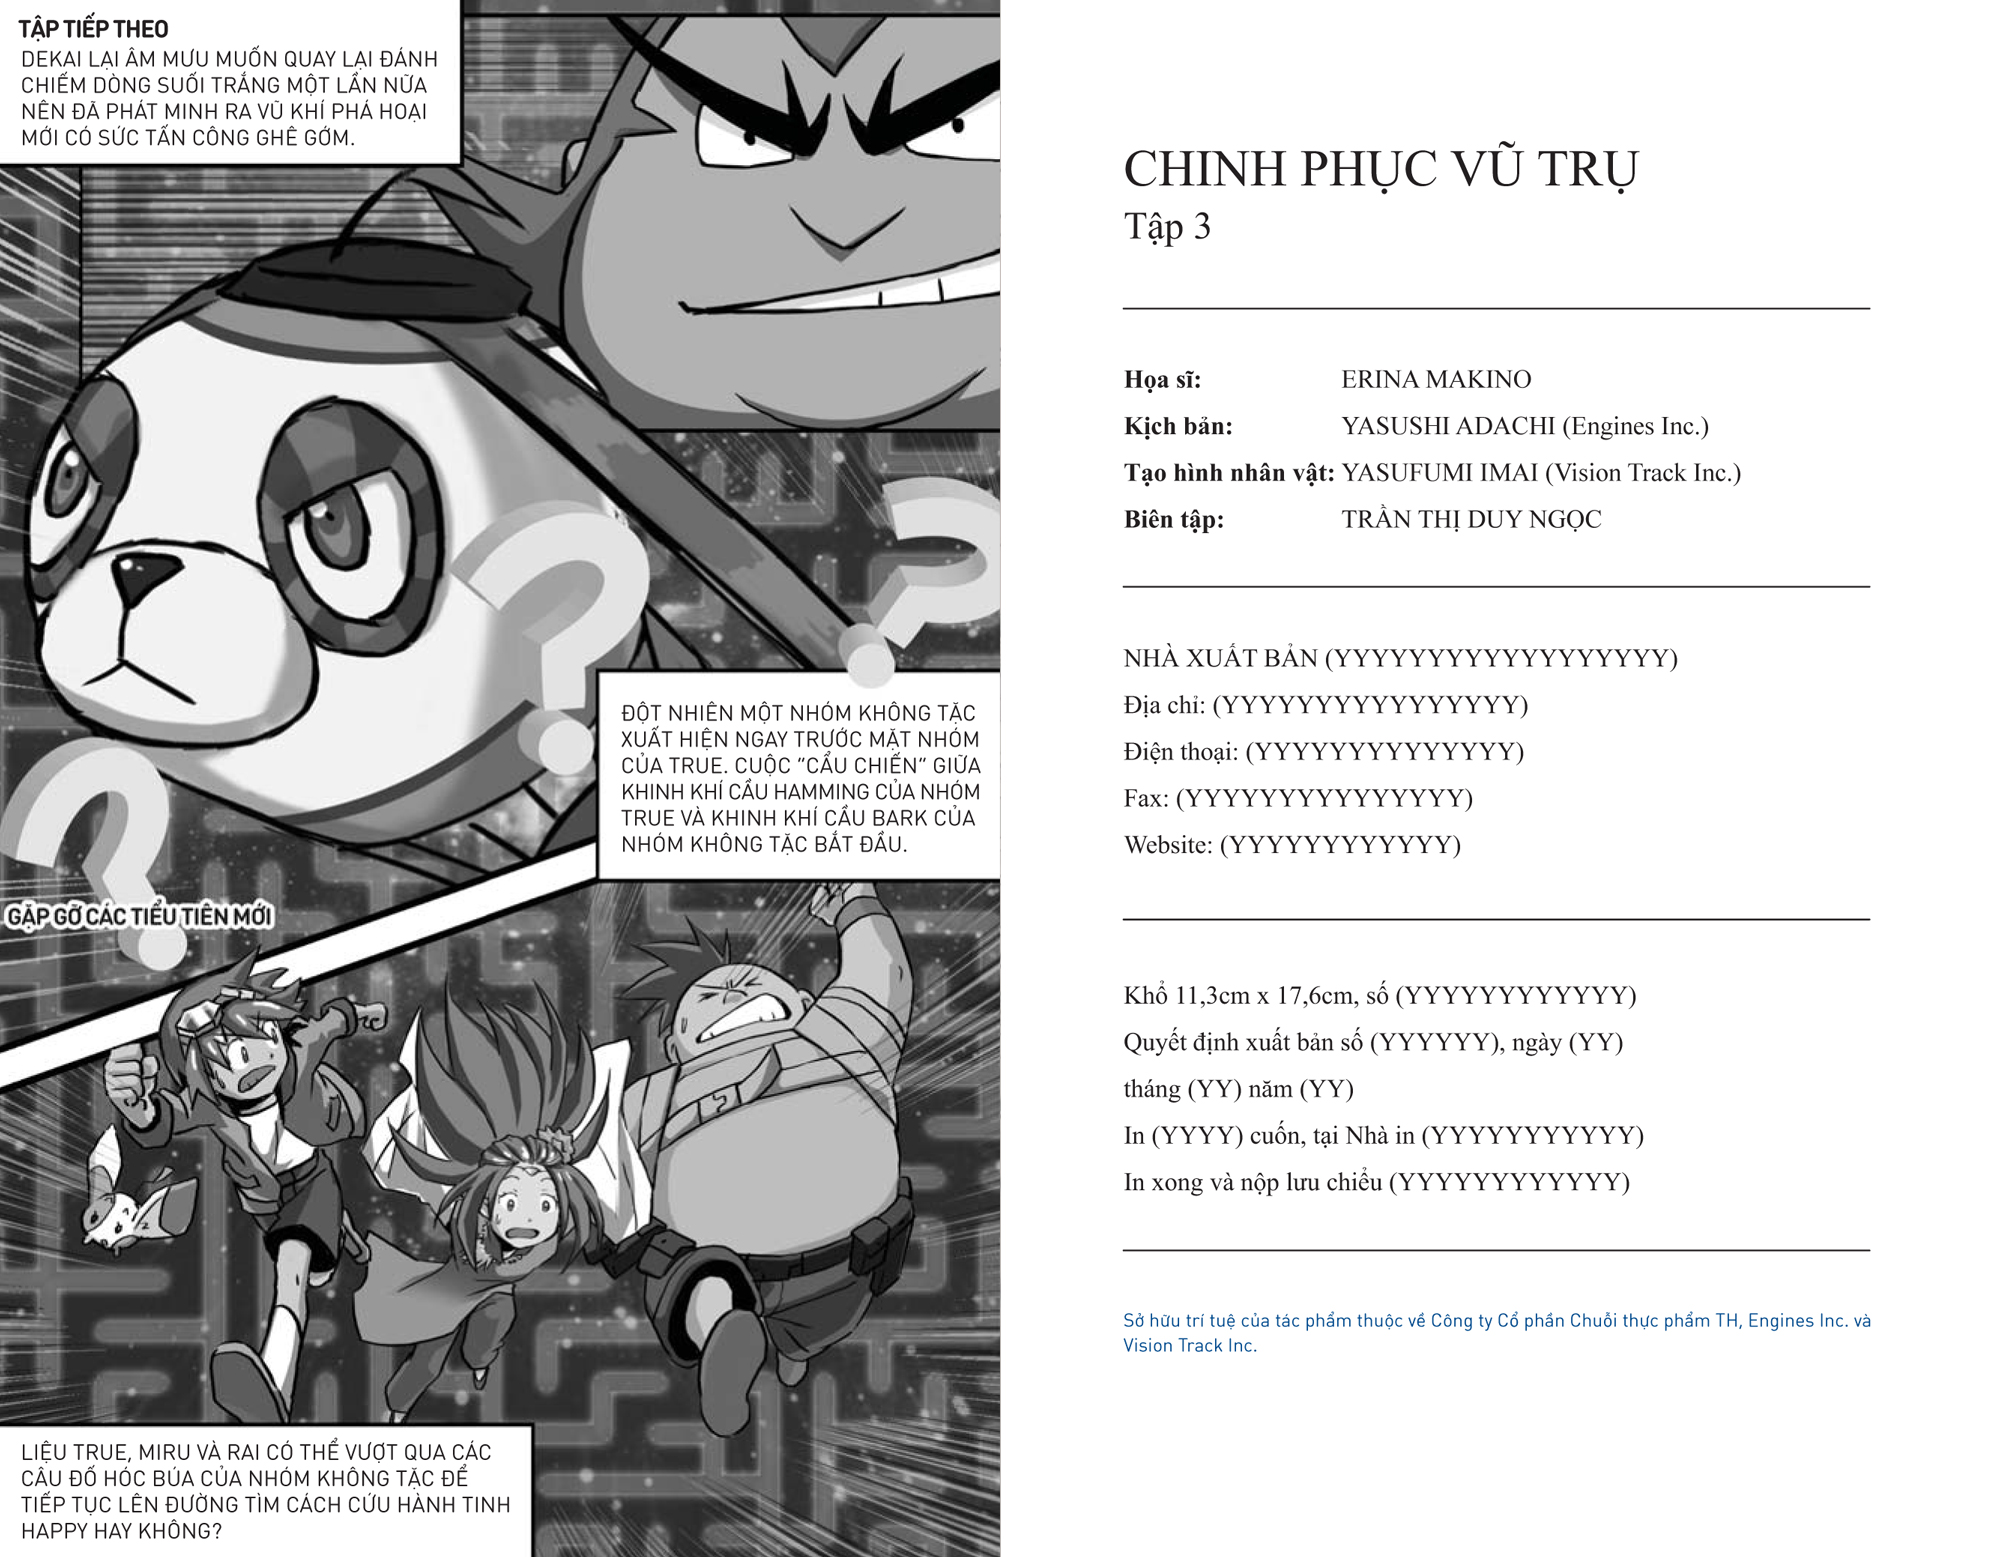 TẬP TIẾP THEO
DEKAI LẠI ÂM MƯU MUỐN QUAY LẠI ĐÁNH
CHIẾM DÒNG SUỐI TRẮNG MỘT LẦN NỮA
NÊN ĐÃ PHÁT MINH RA VŨ KHÍ PHÁ HOẠI
MỚI CÓ SỨC TẤN CÔNG GHÊ GỚM.
ĐỘT NHIÊN MỘT NHÓM KHÔNG TẶC
XUẤT HIỆN NGAY TRƯỚC MẶT NHÓM
CỦA TRUE. CUỘC “CẨU CHIẾN” GIỮA
KHINH KHÍ CẦU HAMMING CỦA NHÓM
TRUE VÀ KHINH KHÍ CẦU BARK CỦA
NHÓM KHÔNG TẶC BẮT ĐẦU.
GẶP GỠ CÁC TIỂU TIÊN MỚI
LIỆU TRUE, MIRU VÀ RAI CÓ THỂ VƯỢT QUA CÁC
CÂU ĐỐ HÓC BÚA CỦA NHÓM KHÔNG TẶC ĐỂ
TIẾP TỤC LÊN ĐƯỜNG TÌM CÁCH CỨU HÀNH TINH
HAPPY HAY KHÔNG?
CHINH PHỤC VŨ TRỤ
Tập 3
Họa sĩ: ERINA MAKINO
Kịch bản: YASUSHI ADACHI (Engines Inc.)
Tạo hình nhân vật: YASUFUMI IMAI (Vision Track Inc.)
Biên tập: TRẦN THỊ DUY NGỌC
NHÀ XUẤT BẢN (YYYYYYYYYYYYYYYYYY)
Địa chỉ: (YYYYYYYYYYYYYYYY)
Điện thoại: (YYYYYYYYYYYYYY)
Fax: (YYYYYYYYYYYYYYY)
Website: (YYYYYYYYYYYY)
Khổ 11,3cm x 17,6cm, số (YYYYYYYYYYYY)
Quyết định xuất bản số (YYYYYY), ngày (YY)
tháng (YY) năm (YY)
In (YYYY) cuốn, tại Nhà in (YYYYYYYYYYY)
In xong và nộp lưu chiểu (YYYYYYYYYYYY)
Sở hữu trí tuệ của tác phẩm thuộc về Công ty Cổ phần Chuỗi thực phẩm TH, Engines Inc. và
Vision Track Inc.